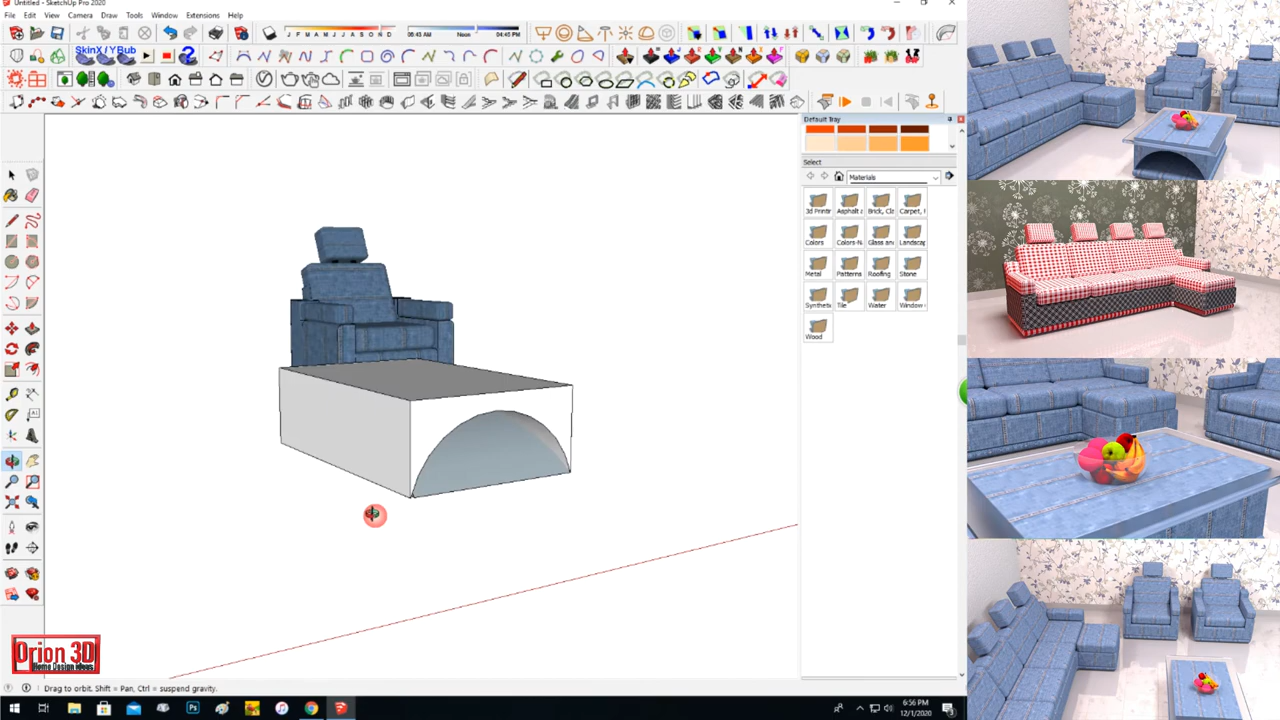 Untitled - SketchUp Pro 2020
File Edit View Camera Draw Tools Window Extensions Help
J F M A M J J A S O N D 06:43 AM Noon 04:45 PM
SkinX / YBub
Default Tray
Select
Materials
3d Printi Asphalt a Brick, Cla Carpet, F
Colors Colors-N Glass and Landscap
Metal Patterns Roofing Stone
Synthetic Tile Water Window
Wood
Orion 3D
Home Design ideas
Drag to orbit. Shift = Pan, Ctrl = suspend gravity.
6:56 PM
12/1/2020